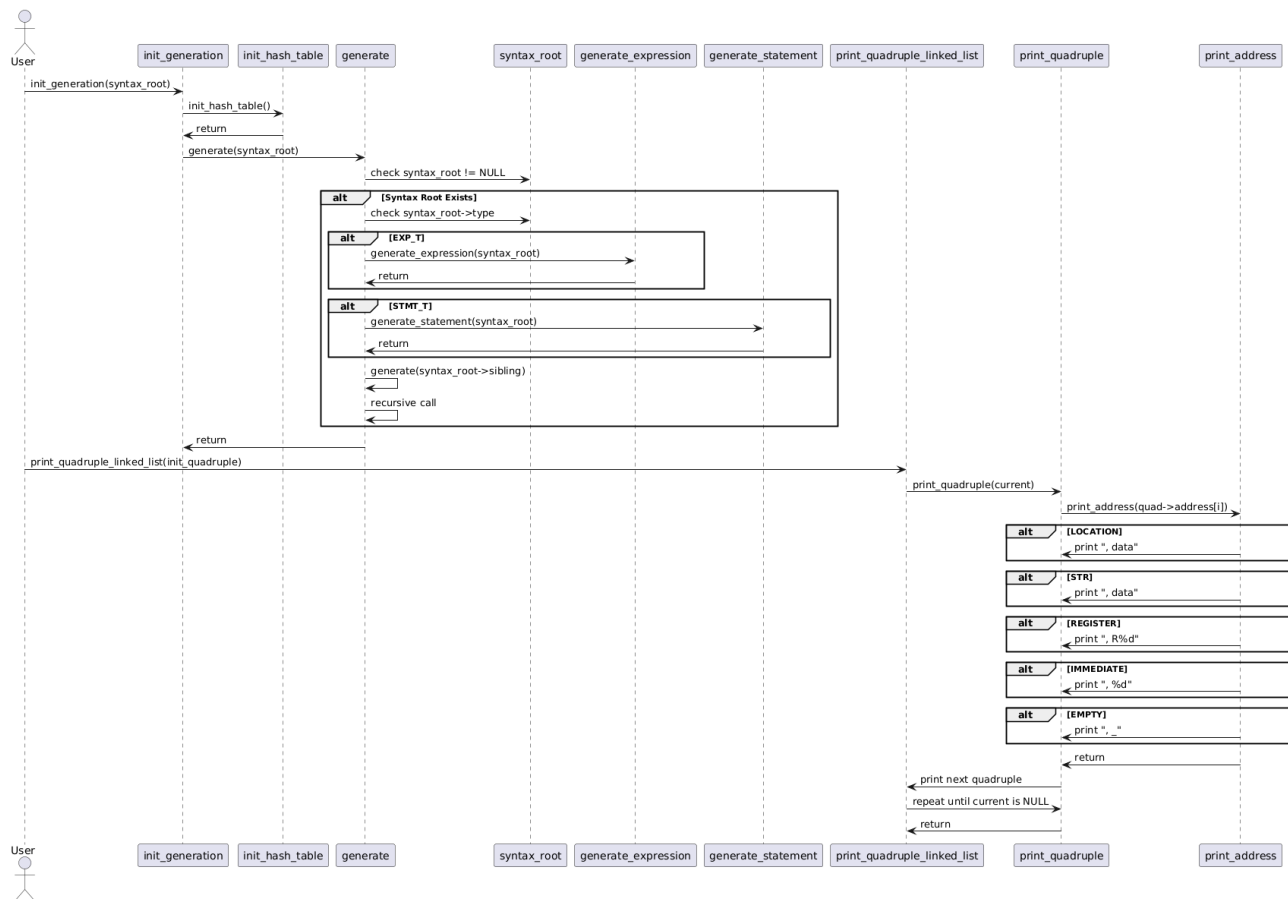 User
init_generation init_hash_table generate syntax_root generate_expression generate_statement print_quadruple_linked_list print_quadruple print_address
init_generation(syntax_root)
init_hash_table()
return
generate(syntax_root)
check syntax_root != NULL
alt [Syntax Root Exists]
check syntax_root->type
alt [EXP_T]
generate_expression(syntax_root)
return
alt [STMT_T]
generate_statement(syntax_root)
return
generate(syntax_root->sibling)
recursive call
return
print_quadruple_linked_list(init_quadruple)
print_quadruple(current)
print_address(quad->address[i])
alt [LOCATION]
print ", data"
alt [STR]
print ", data"
alt [REGISTER]
print ", R%d"
alt [IMMEDIATE]
print ", %d"
alt [EMPTY]
print ", _"
return
print next quadruple
repeat until current is NULL
return
User
init_generation init_hash_table generate syntax_root generate_expression generate_statement print_quadruple_linked_list print_quadruple print_address